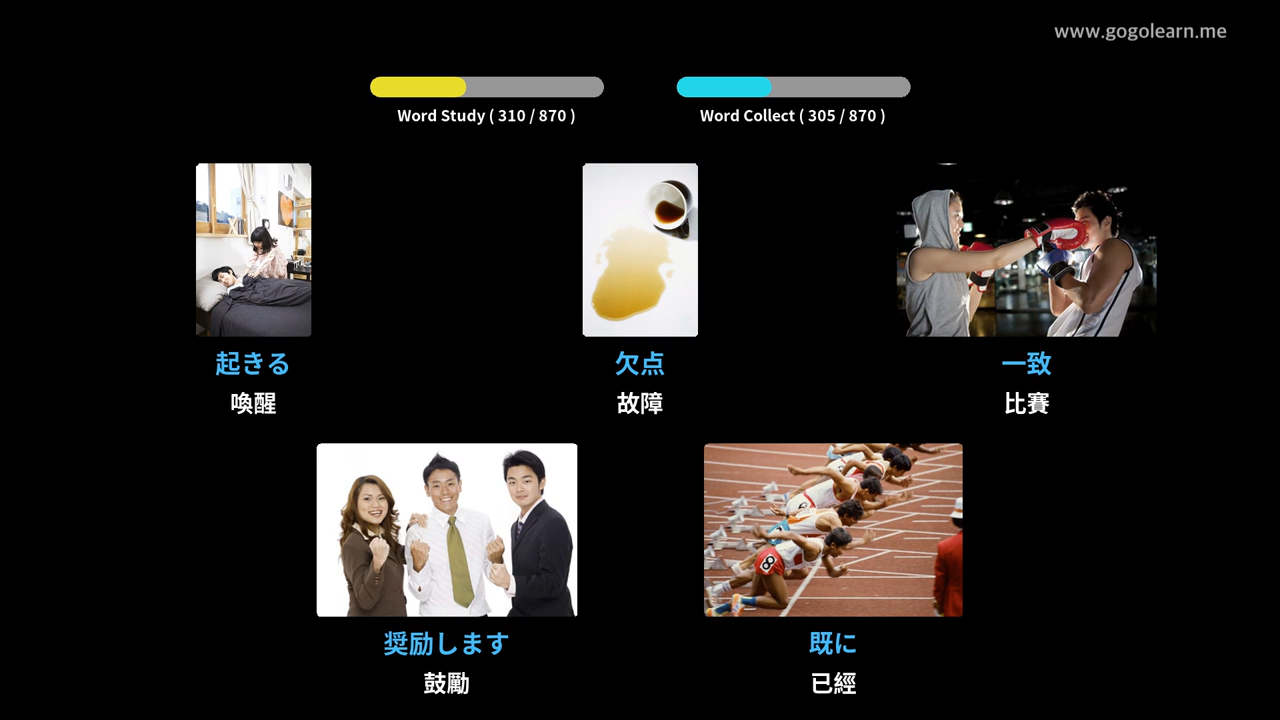 www.gogolearn.me
Word Study ( 310 / 870 )
Word Collect ( 305 / 870 )
起きる
喚醒
欠点
故障
一致
比賽
奨励します
鼓勵
既に
已經